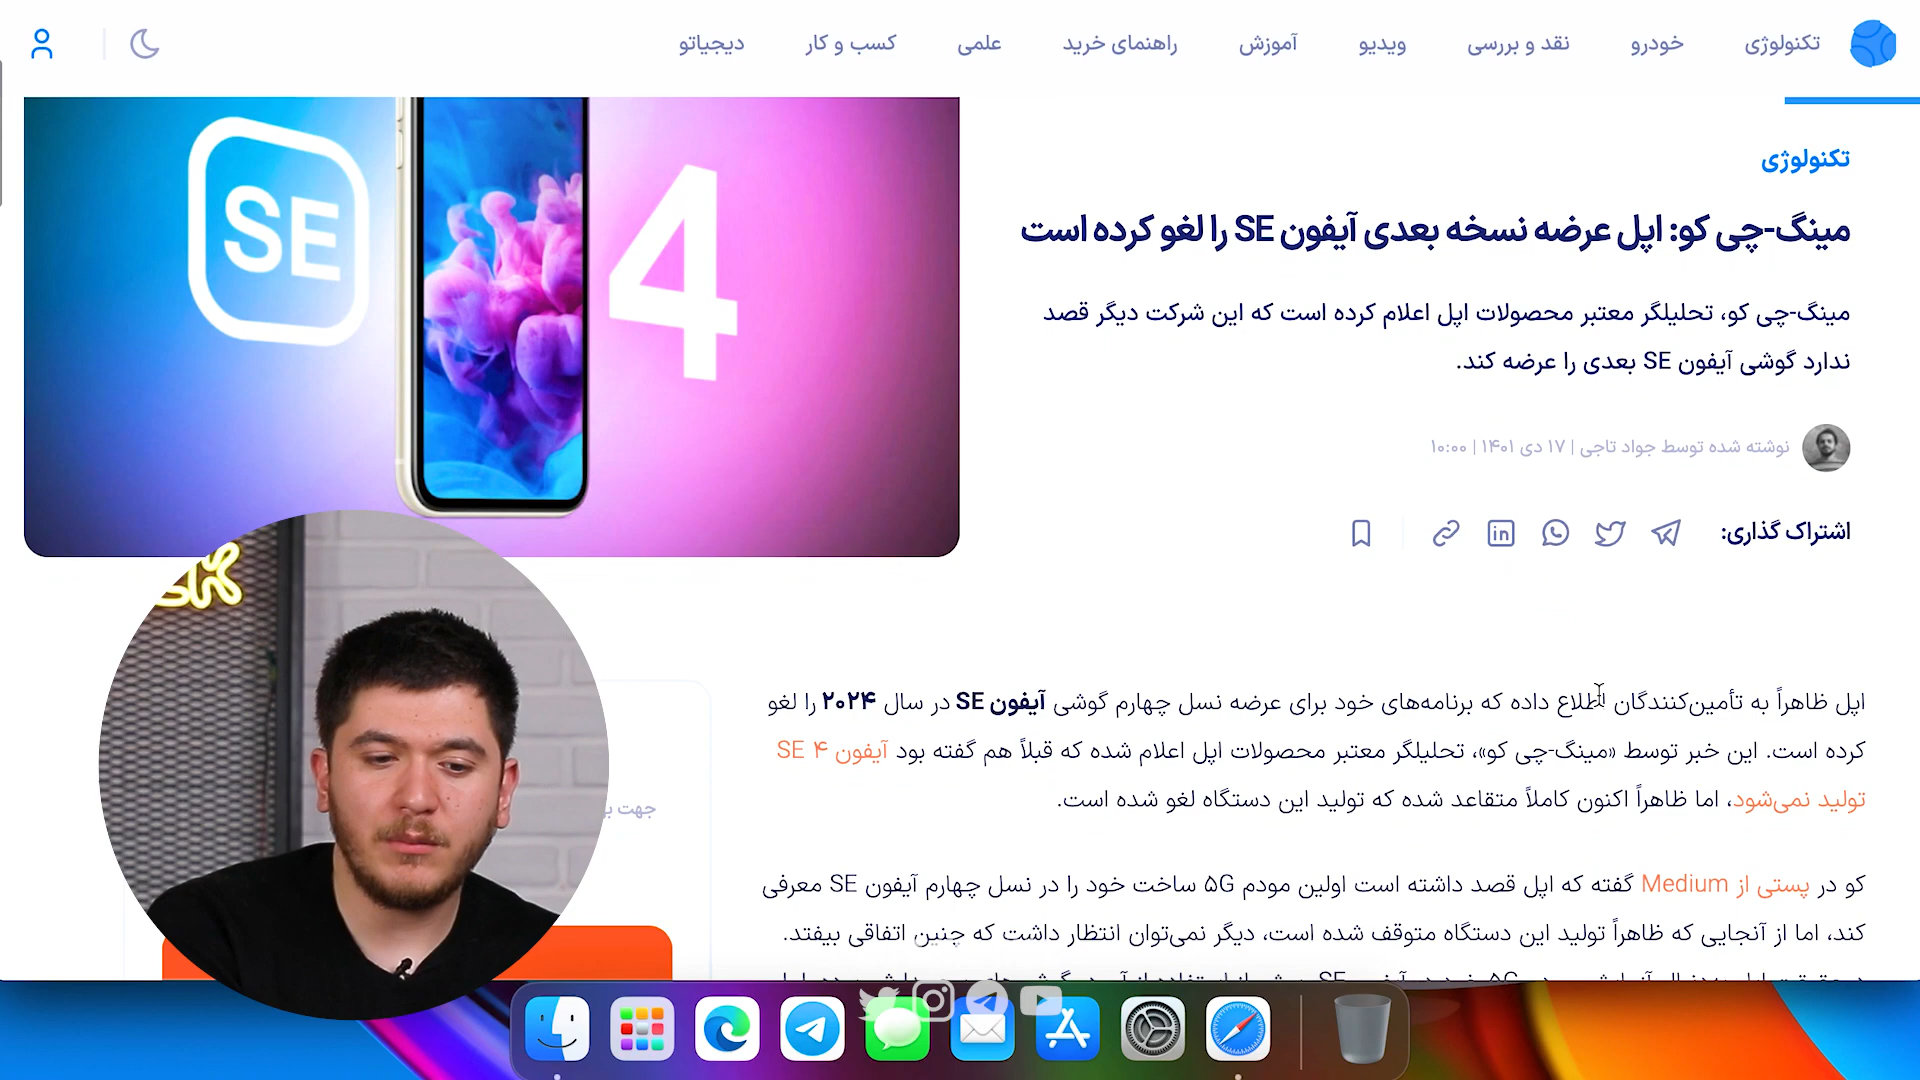 تکنولوژی خودرو نقد و بررسی ویدیو آموزش راهنمای خرید علمی کسب و کار دیجیاتو
SE
4
تکنولوژی
مینگ-چی کو: اپل عرضه نسخه بعدی آیفون SE را لغو کرده است
مینگ-چی کو، تحلیلگر معتبر محصولات اپل اعلام کرده است که این شرکت دیگر قصد
ندارد گوشی آیفون SE بعدی را عرضه کند.
نوشته شده توسط جواد تاجی | ۱۷ دی ۱۴۰۱ | ۱۰:۰۰
اشتراک گذاری:
اپل ظاهراً به تأمین‌کنندگان اطلاع داده که برنامه‌های خود برای عرضه نسل چهارم گوشی آیفون SE در سال ۲۰۲۴ را لغو
کرده است. این خبر توسط «مینگ-چی کو»، تحلیلگر معتبر محصولات اپل اعلام شده که قبلاً هم گفته بود آیفون SE ۴
تولید نمی‌شود، اما ظاهراً اکنون کاملاً متقاعد شده که تولید این دستگاه لغو شده است.
جهت
کو در پستی از Medium گفته که اپل قصد داشته است اولین مودم ۵G ساخت خود را در نسل چهارم آیفون SE معرفی
کند، اما از آنجایی که ظاهراً تولید این دستگاه متوقف شده است، دیگر نمی‌توان انتظار داشت که چنین اتفاقی بیفتد.